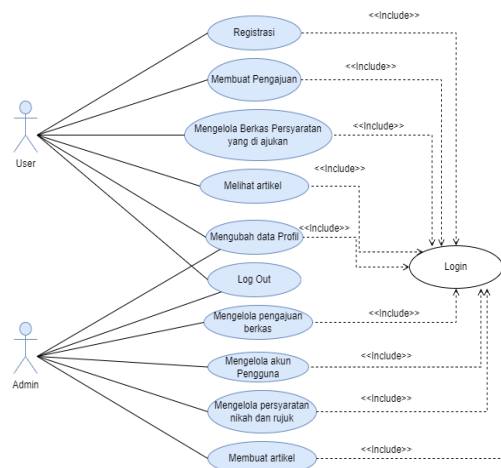 Registrasi
<<Include>>
Membuat Pengajuan
<<Include>>
User
Mengelola Berkas Persyaratan
yang di ajukan
<<Include>>
Melihat artikel
<<Include>>
Mengubah data Profil
<<Include>>
Login
Log Out
Mengelola pengajuan
berkas
<<Include>>
Admin
Mengelola akun
Pengguna
<<Include>>
Mengelola persyaratan
nikah dan rujuk
<<Include>>
Membuat artikel
<<Include>>